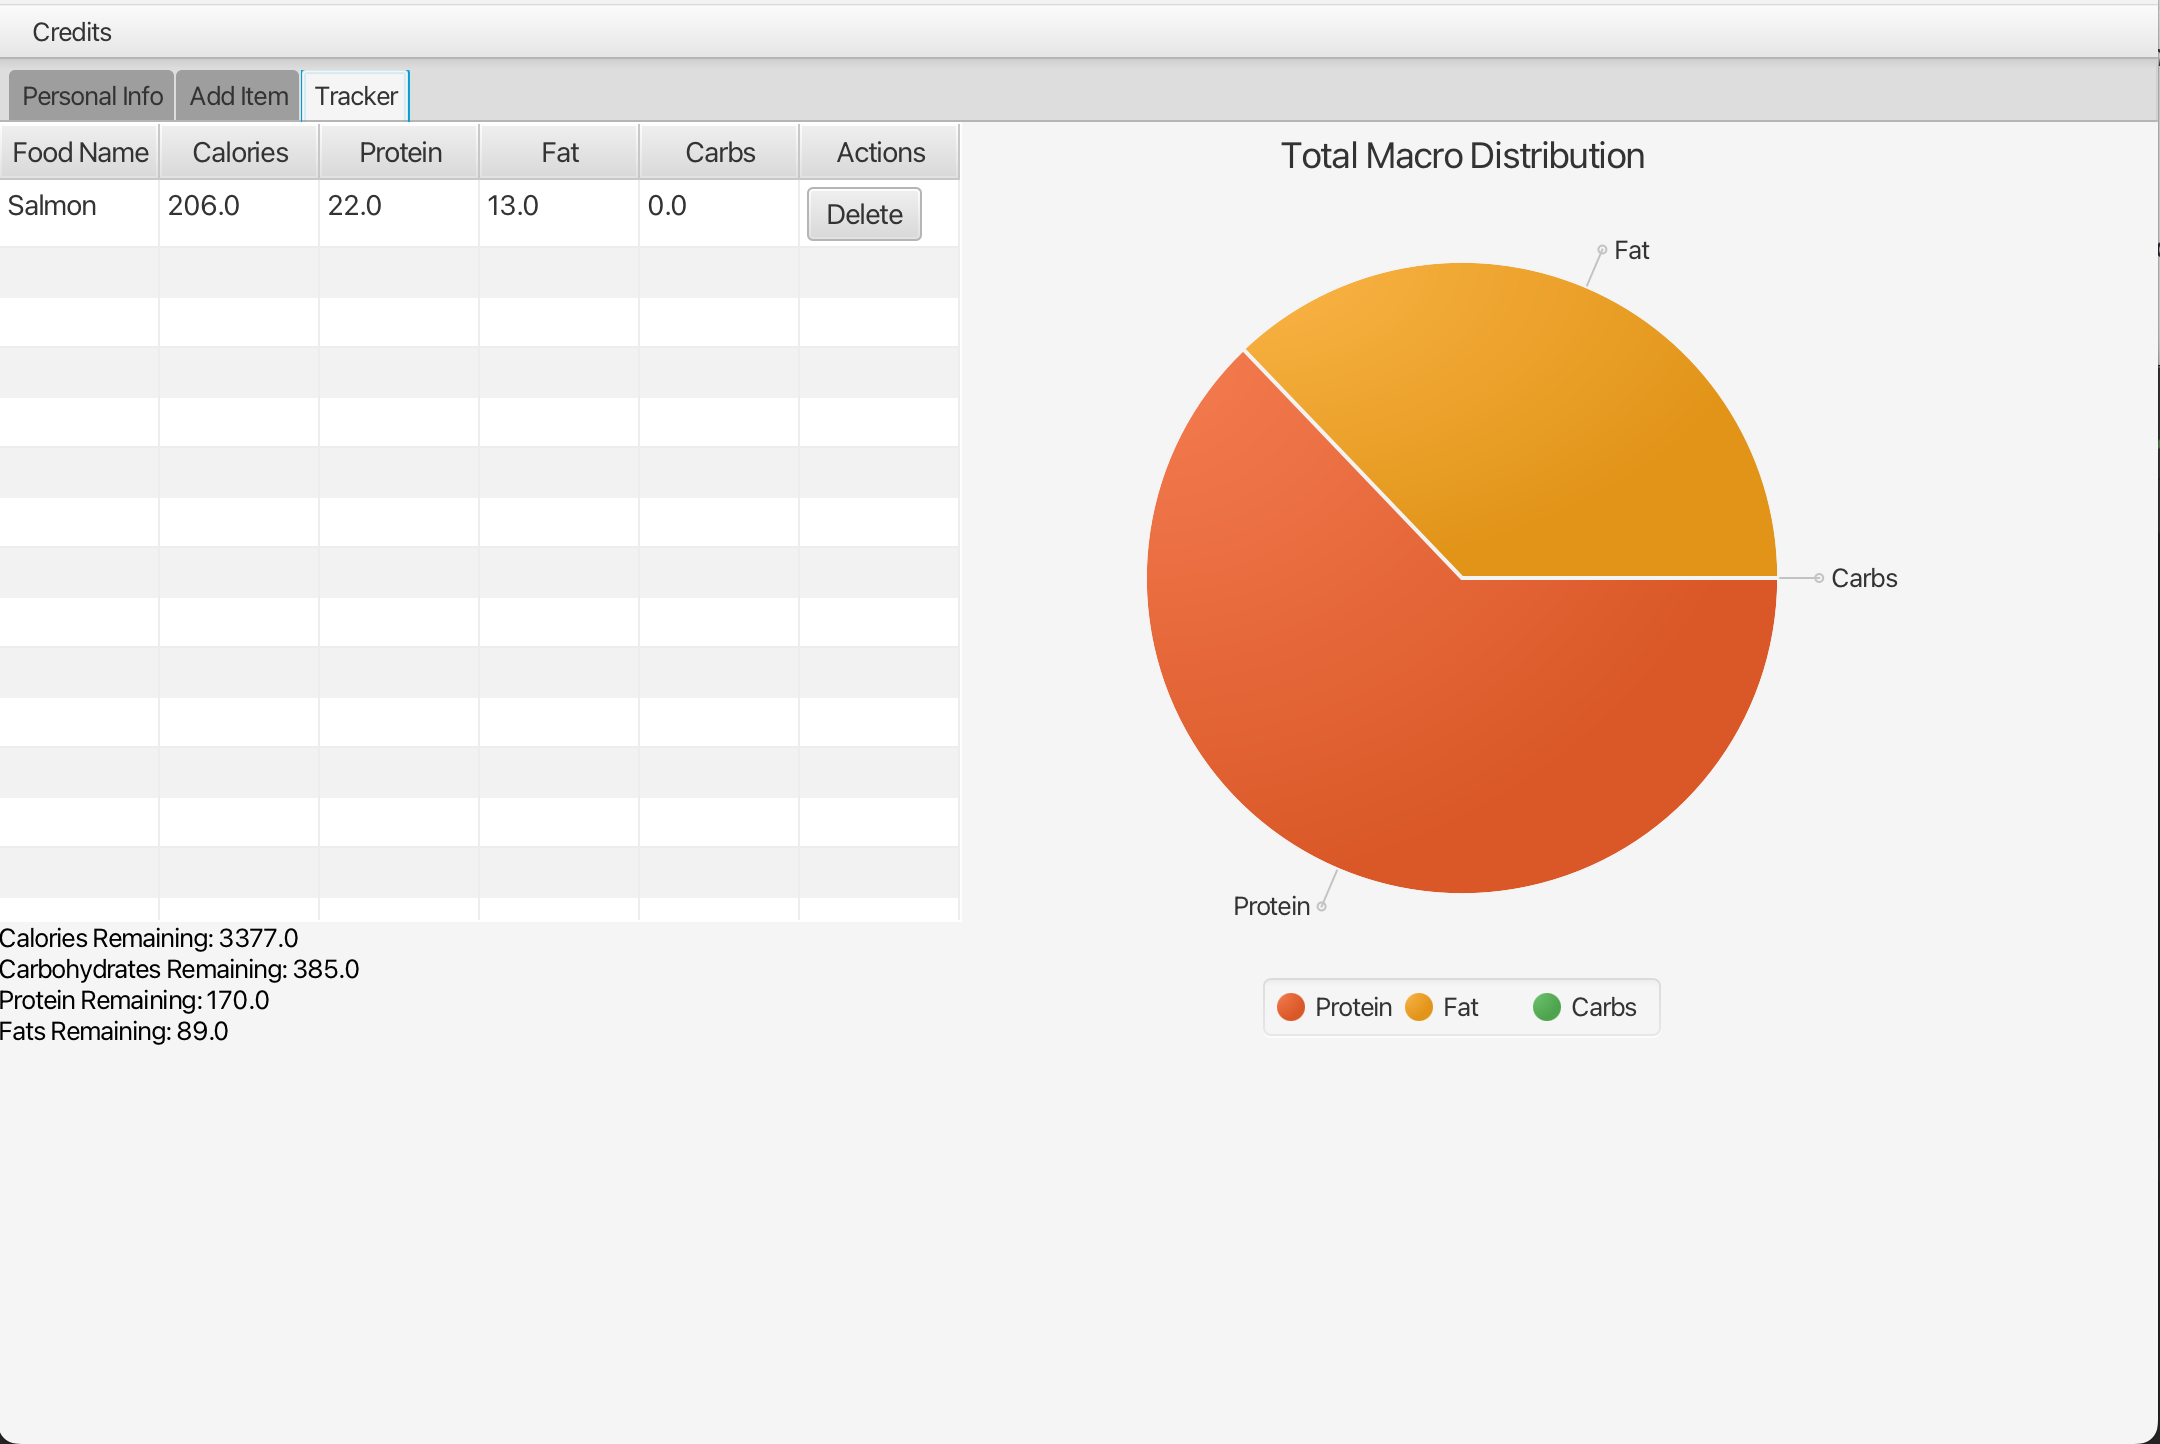 Credits
Personal Info Add Item Tracker
Food Name Calories Protein Fat Carbs Actions
Salmon 206.0 22.0 13.0 0.0 Delete
Calories Remaining: 3377.0
Carbohydrates Remaining: 385.0
Protein Remaining: 170.0
Fats Remaining: 89.0
Total Macro Distribution
Fat
Carbs
Protein
Protein Fat Carbs